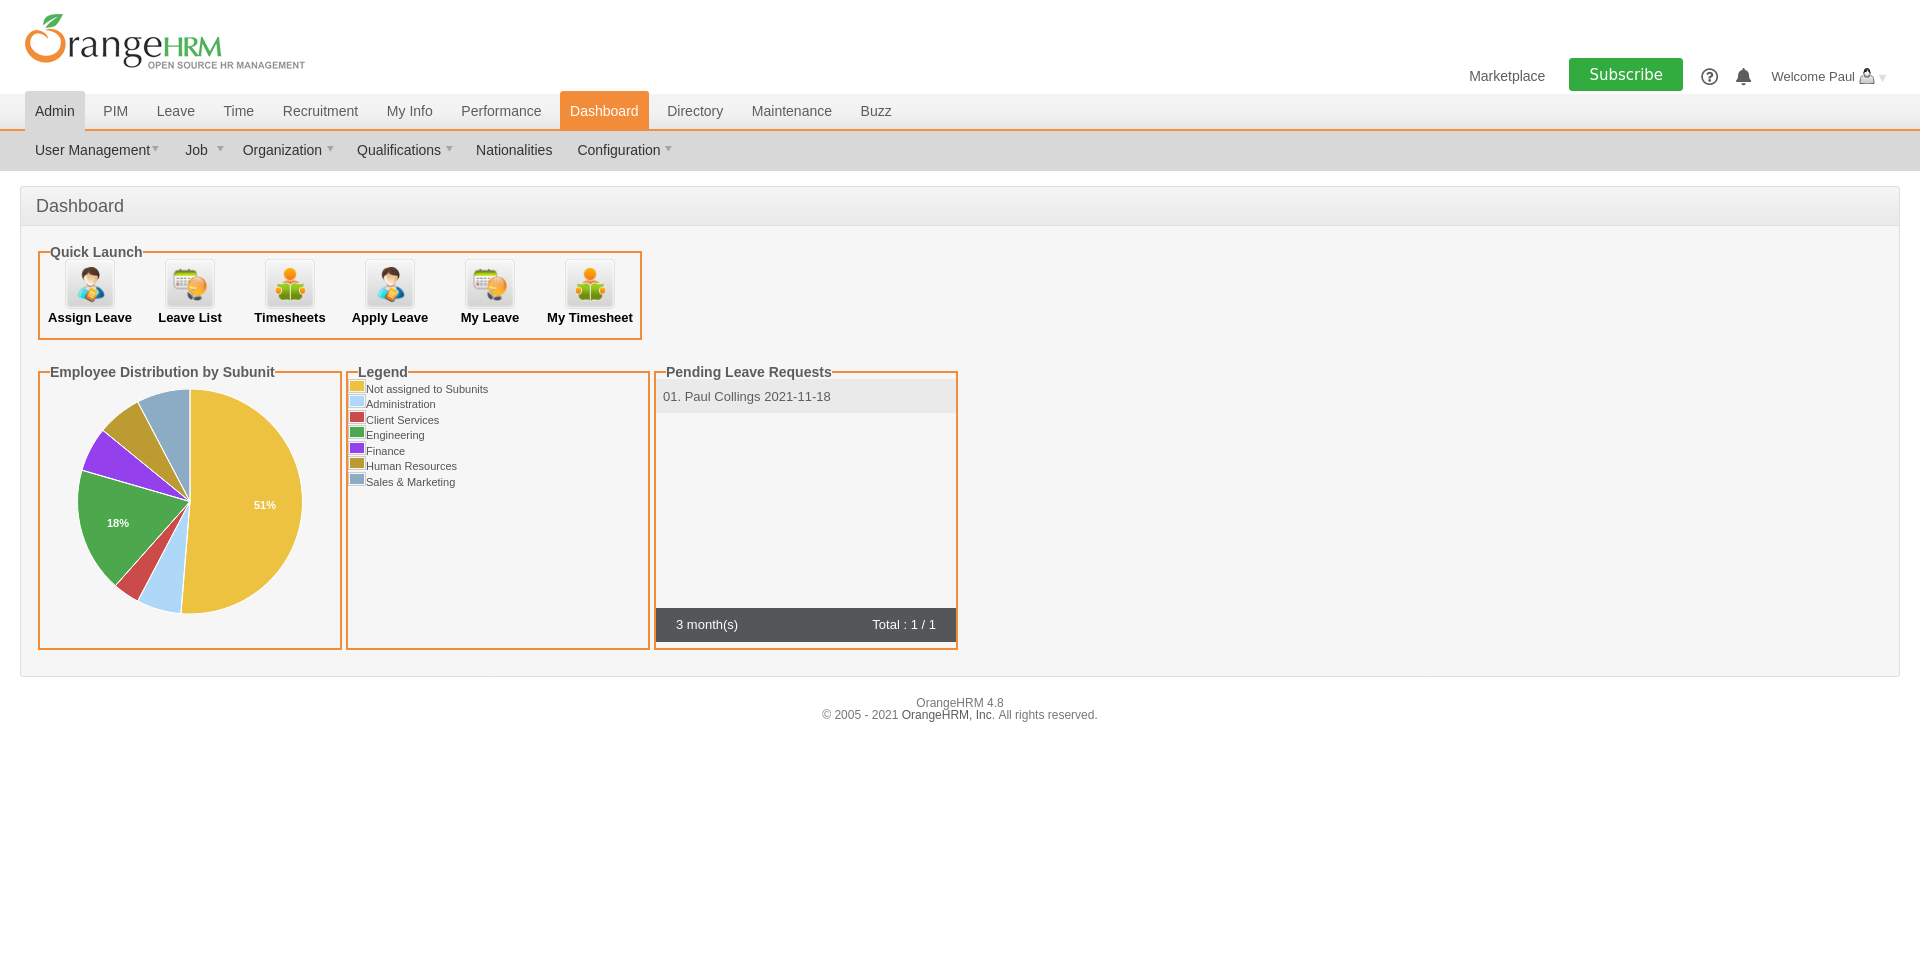 OrangeHRM
OPEN SOURCE HR MANAGEMENT
Marketplace Subscribe Welcome Paul
Admin PIM Leave Time Recruitment My Info Performance Dashboard Directory Maintenance Buzz
User Management Job Organization Qualifications Nationalities Configuration
Dashboard
Quick Launch
Assign Leave Leave List Timesheets Apply Leave My Leave My Timesheet
Employee Distribution by Subunit
51%
18%
Legend
Not assigned to Subunits
Administration
Client Services
Engineering
Finance
Human Resources
Sales & Marketing
Pending Leave Requests
01. Paul Collings 2021-11-18
3 month(s) Total : 1 / 1
OrangeHRM 4.8
© 2005 - 2021 OrangeHRM, Inc. All rights reserved.